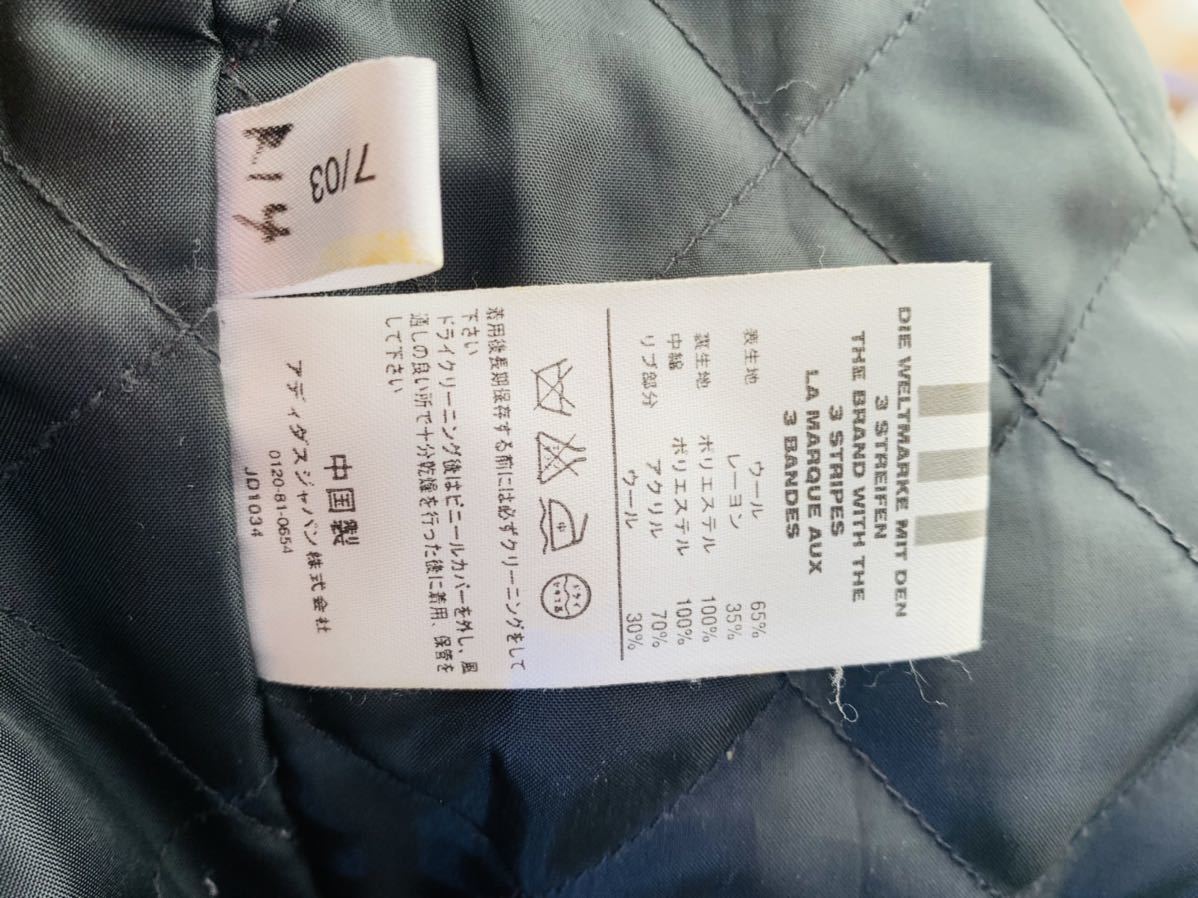 7/03
DIE WELTMARKE MIT DEN
3 STREIFEN
THE BRAND WITH THE
3 STRIPES
LA MARQUE AUX
3 BANDES
表生地 ウール 65%
レーヨン 35%
裏生地 ポリエステル 100%
中綿 ポリエステル 100%
リブ部分 アクリル 70%
ウール 30%
中
ドライ
着用後長期保存する前には必ずクリーニングをして
下さい
ドライクリーニング後はビニールカバーを外し、風
通しの良い所で十分乾燥を行った後に着用、保管を
して下さい
中国製
アディダスジャパン株式会社
0120-81-0654
JD1034